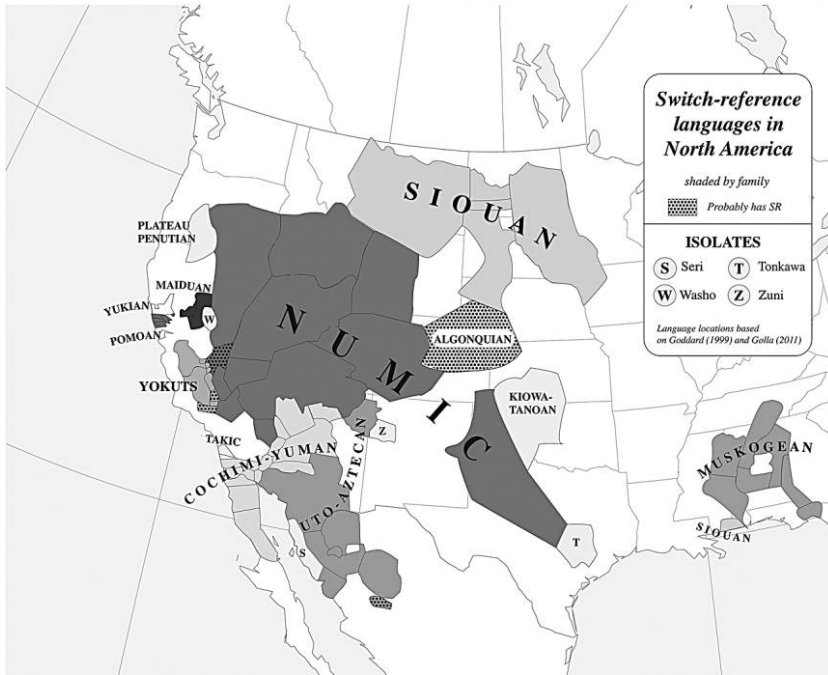 Switch-reference
languages in
North America
shaded by family
Probably has SR
ISOLATES
S Seri T Tonkawa
W Washo Z Zuni
Language locations based
on Goddard (1999) and Golla (2011)
SIOUAN
PLATEAU
PENUTIAN
MAIDUAN
YUKIAN
W
POMOAN
NUMIC
ALGONQUIAN
YOKUTS
KIOWA-
TANOAN
TAKIC
Z
COCHIMI-YUMAN
UTO-AZTECAN
MUSKOGEAN
SIOUAN
S
T